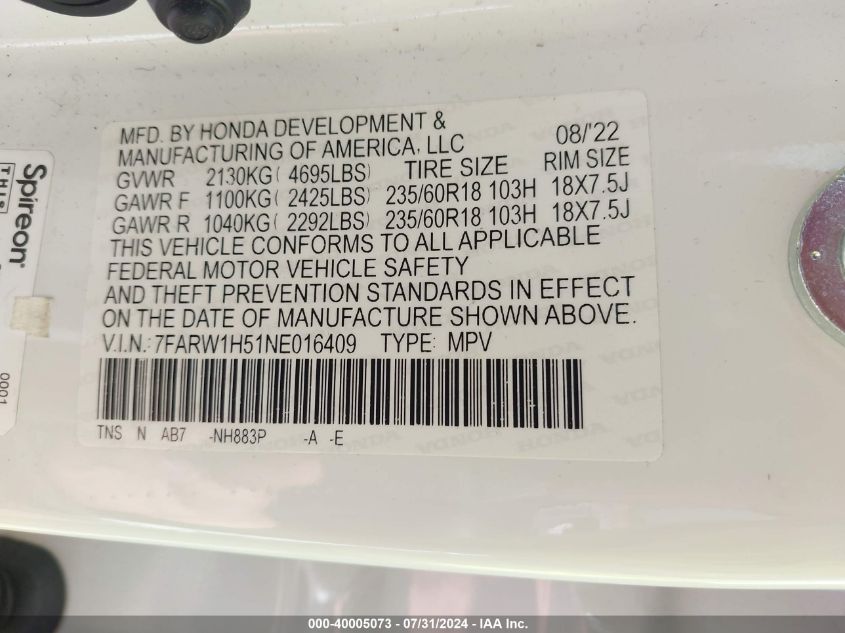 MFD. BY HONDA DEVELOPMENT &
MANUFACTURING OF AMERICA, LLC 08/'22
GVWR 2130KG( 4695LBS) TIRE SIZE RIM SIZE
GAWR F 1100KG( 2425LBS) 235/60R18 103H 18X7.5J
GAWR R 1040KG( 2292LBS) 235/60R18 103H 18X7.5J
THIS VEHICLE CONFORMS TO ALL APPLICABLE
FEDERAL MOTOR VEHICLE SAFETY
AND THEFT PREVENTION STANDARDS IN EFFECT
ON THE DATE OF MANUFACTURE SHOWN ABOVE.
V.I.N.: 7FARW1H51NE016409 TYPE: MPV
TNS N AB7 -NH883P -A -E
Spireon
THIS
0001
000-40005073 / 07/31/2024 - IAA Inc.